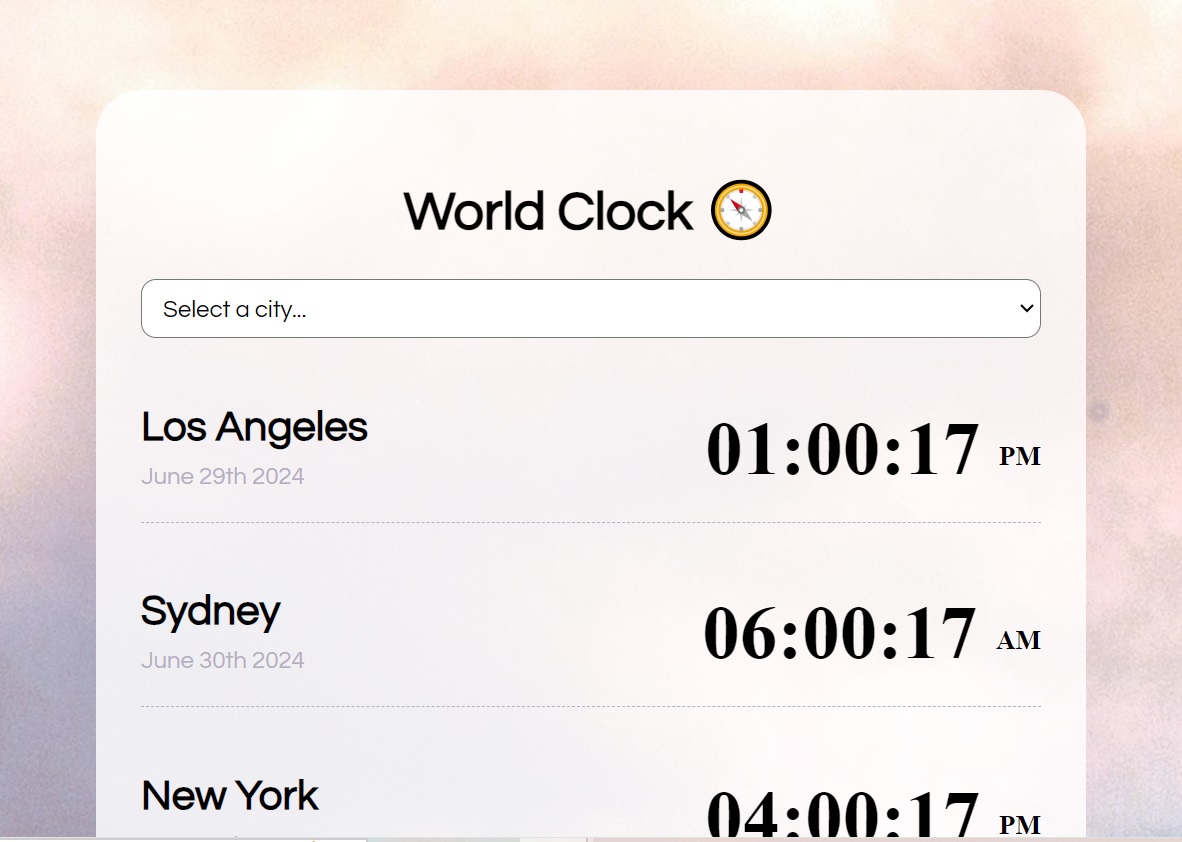 World Clock
Select a city...
Los Angeles
01:00:17 PM
June 29th 2024
Sydney
06:00:17 AM
June 30th 2024
New York
04:00:17 PM